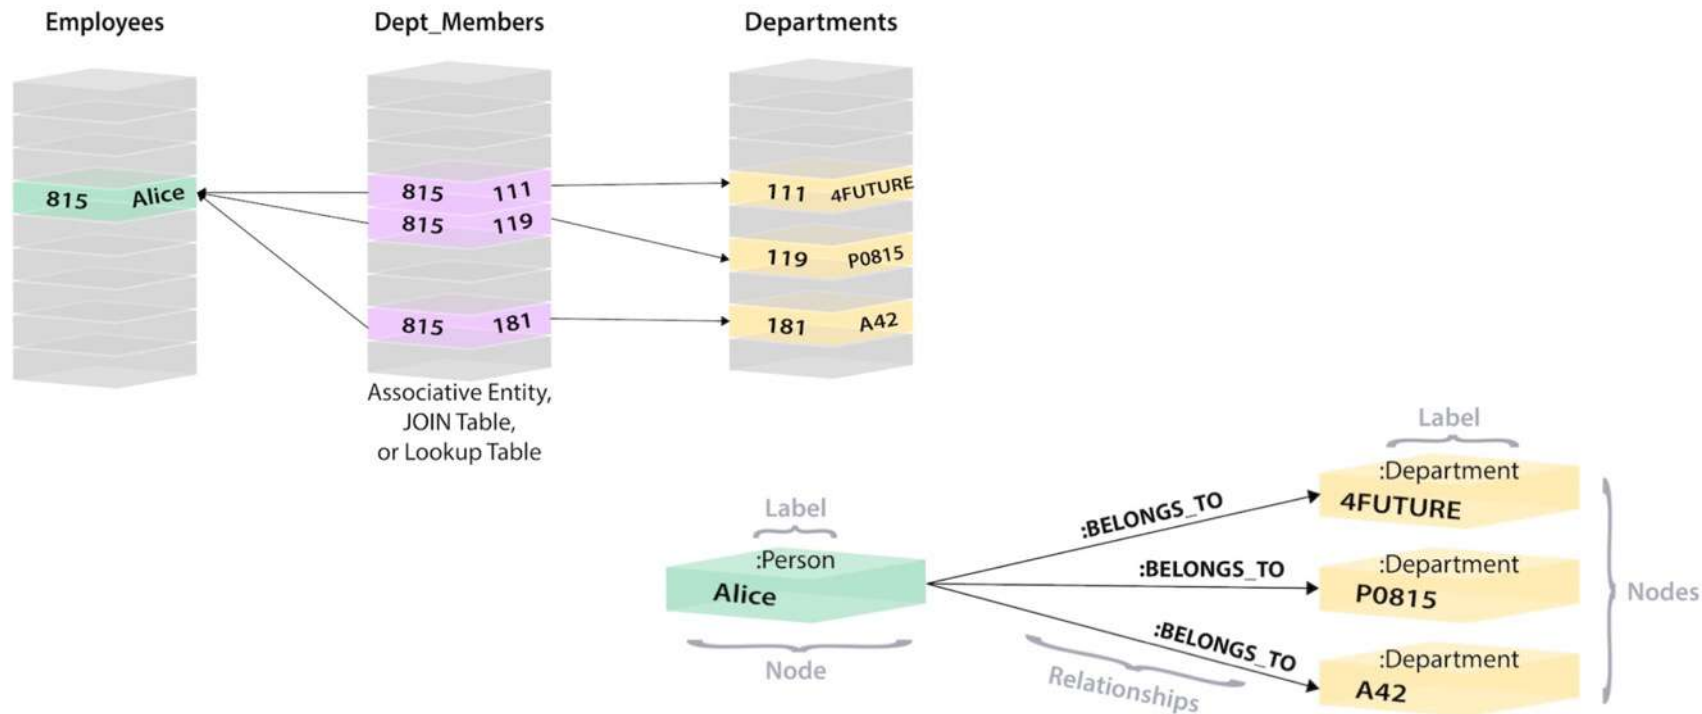 Employees
Dept_Members
Departments
815 Alice
815 111
815 119
815 181
111 4FUTURE
119 P0815
181 A42
Associative Entity,
JOIN Table,
or Lookup Table
Label
:Person
Alice
Node
:BELONGS_TO
:BELONGS_TO
:BELONGS_TO
Relationships
Label
:Department
4FUTURE
:Department
P0815
:Department
A42
Nodes